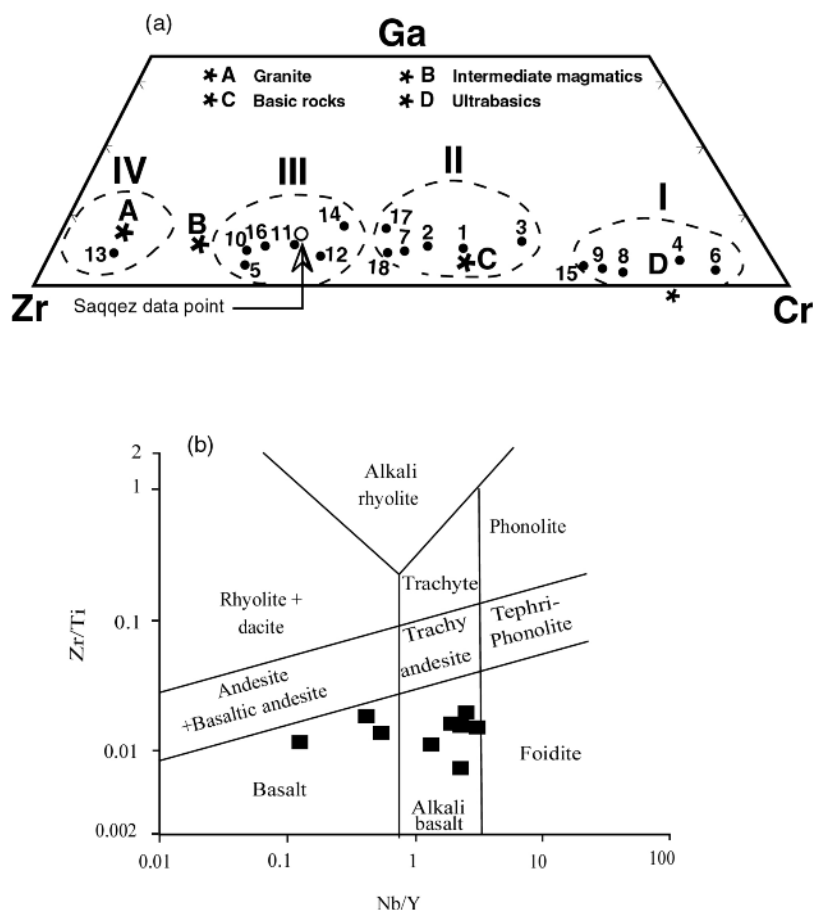 (a)
Ga
A Granite
B Intermediate magmatics
C Basic rocks
D Ultrabasics
IV
III
II
I
A
B
13
10
16
11
14
5
12
17
18
7
2
1
3
C
15
9
8
D
4
6
Zr
Cr
Saqqez data point
(b)
2
1
0.1
0.01
0.002
Zr/Ti
Alkali
rhyolite
Phonolite
Trachyte
Rhyolite +
dacite
Trachy
andesite
Tephri-
Phonolite
Andesite
+Basaltic andesite
Basalt
Alkali
basalt
Foidite
0.01
0.1
1
10
100
Nb/Y